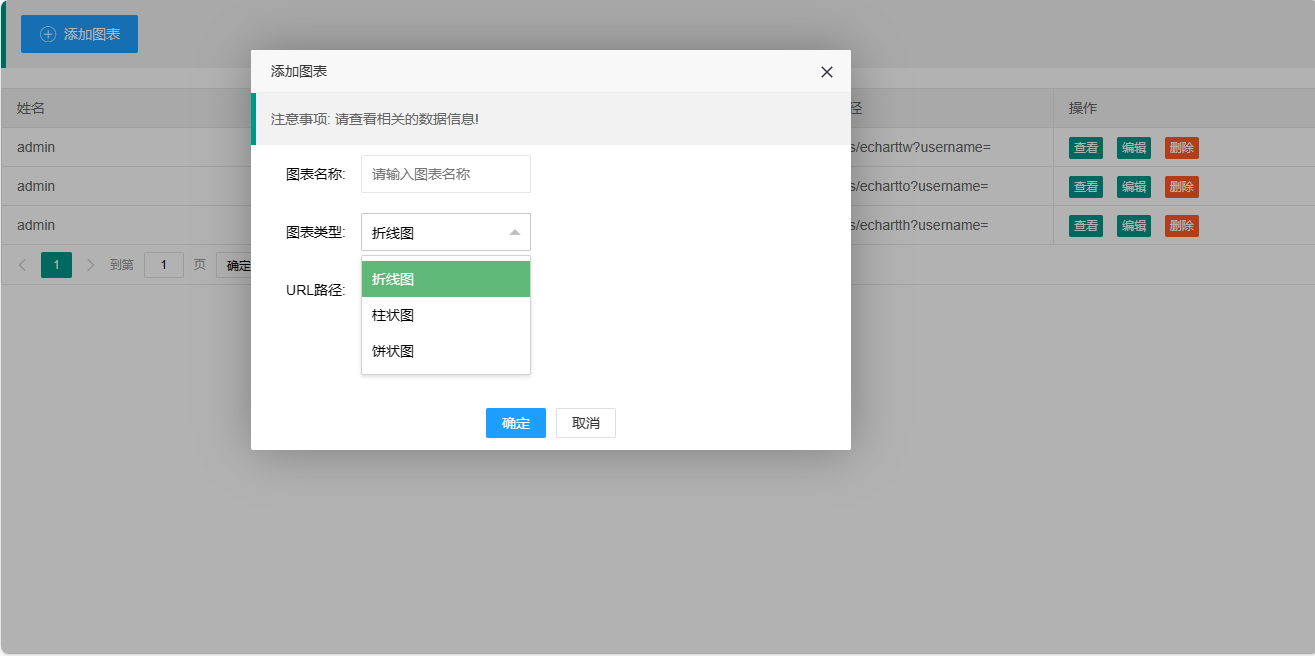 添加图表
添加图表
注意事项: 请查看相关的数据信息!
姓名
径
操作
admin
s/echarttw?username=
查看
编辑
删除
admin
s/echartto?username=
查看
编辑
删除
admin
s/echartth?username=
查看
编辑
删除
1
到第
1
页
确定
图表名称:
请输入图表名称
图表类型:
折线图
折线图
柱状图
饼状图
URL路径:
确定
取消